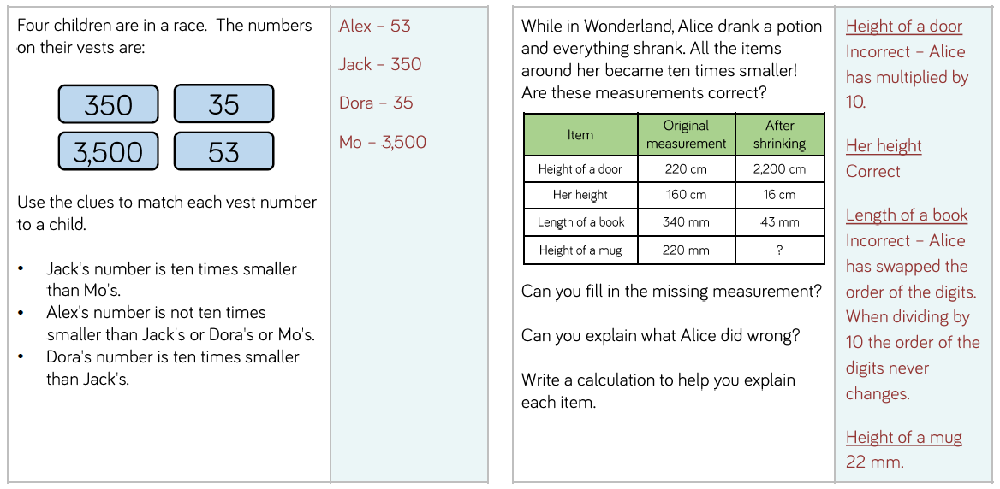 Four children are in a race.  The numbers
on their vests are:
350
35
3,500
53
Use the clues to match each vest number
to a child.
• Jack's number is ten times smaller
than Mo's.
• Alex's number is not ten times
smaller than Jack's or Dora's or Mo's.
• Dora's number is ten times smaller
than Jack's.
Alex – 53
Jack – 350
Dora – 35
Mo – 3,500
While in Wonderland, Alice drank a potion
and everything shrank. All the items
around her became ten times smaller!
Are these measurements correct?
Item Original measurement After shrinking
Height of a door 220 cm 2,200 cm
Her height 160 cm 16 cm
Length of a book 340 mm 43 mm
Height of a mug 220 mm ?
Can you fill in the missing measurement?
Can you explain what Alice did wrong?
Write a calculation to help you explain
each item.
Height of a door
Incorrect – Alice
has multiplied by
10.
Her height
Correct
Length of a book
Incorrect – Alice
has swapped the
order of the digits.
When dividing by
10 the order of the
digits never
changes.
Height of a mug
22 mm.